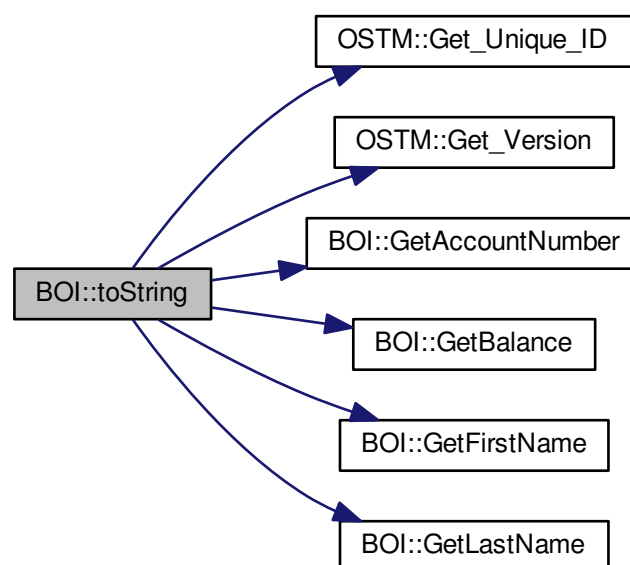 OSTM::Get_Unique_ID
OSTM::Get_Version
BOI::GetAccountNumber
BOI::toString
BOI::GetBalance
BOI::GetFirstName
BOI::GetLastName